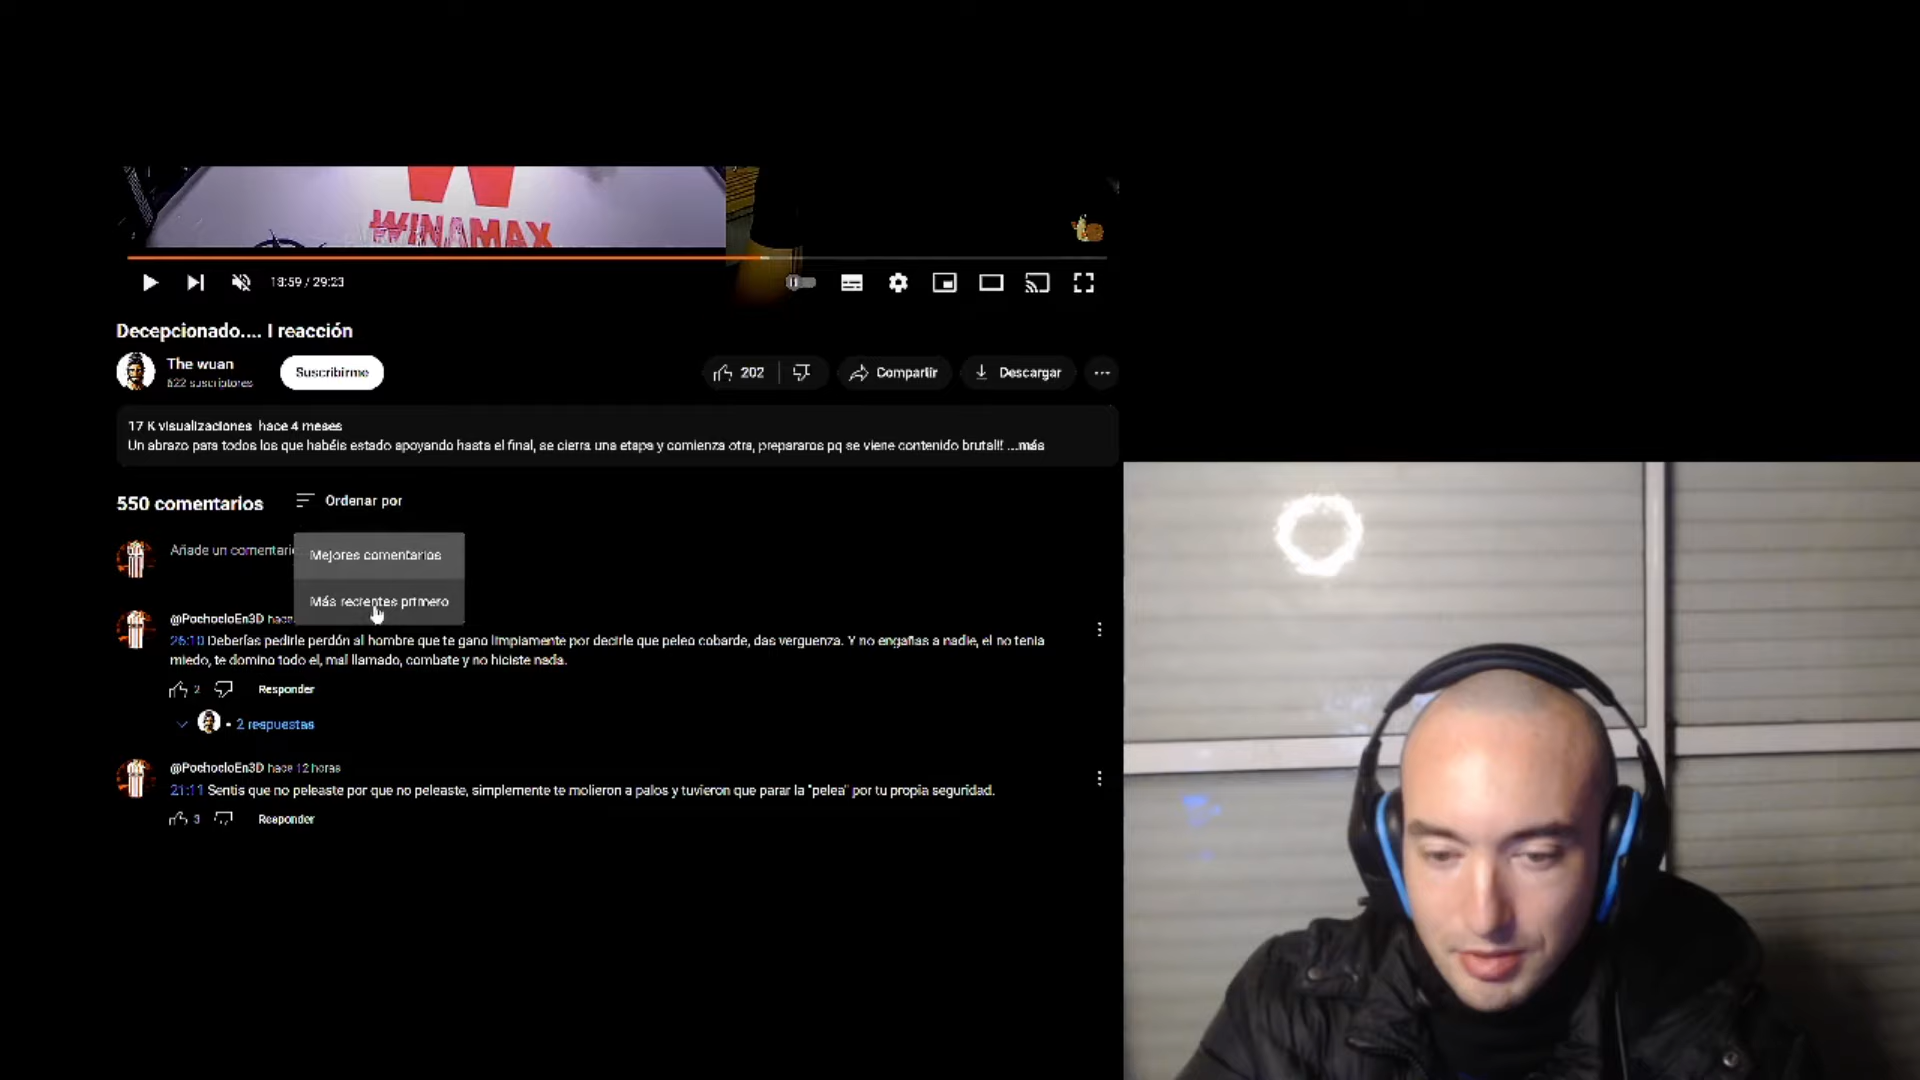 WINAMAX
18:59 / 29:23
Decepcionado.... I reacción
The wuan
622 suscriptores
Suscribirme
202
Compartir
Descargar
17 K visualizaciones hace 4 meses
Un abrazo para todos los que habéis estado apoyando hasta el final, se cierra una etapa y comienza otra, prepararos pq se viene contenido brutal!! ...más
550 comentarios
Ordenar por
Añade un comentario
Mejores comentarios
Más recientes primero
@PochocloEn3D hace
26:10 Deberías pedirle perdón al hombre que te gano limpiamente por decirle que peleo cobarde, das verguenza. Y no engañas a nadie, el no tenia
miedo, te domino todo el, mal llamado, combate y no hiciste nada.
2
Responder
• 2 respuestas
@PochocloEn3D hace 12 horas
21:11 Sentis que no peleaste por que no peleaste, simplemente te molieron a palos y tuvieron que parar la "pelea" por tu propia seguridad.
3
Responder